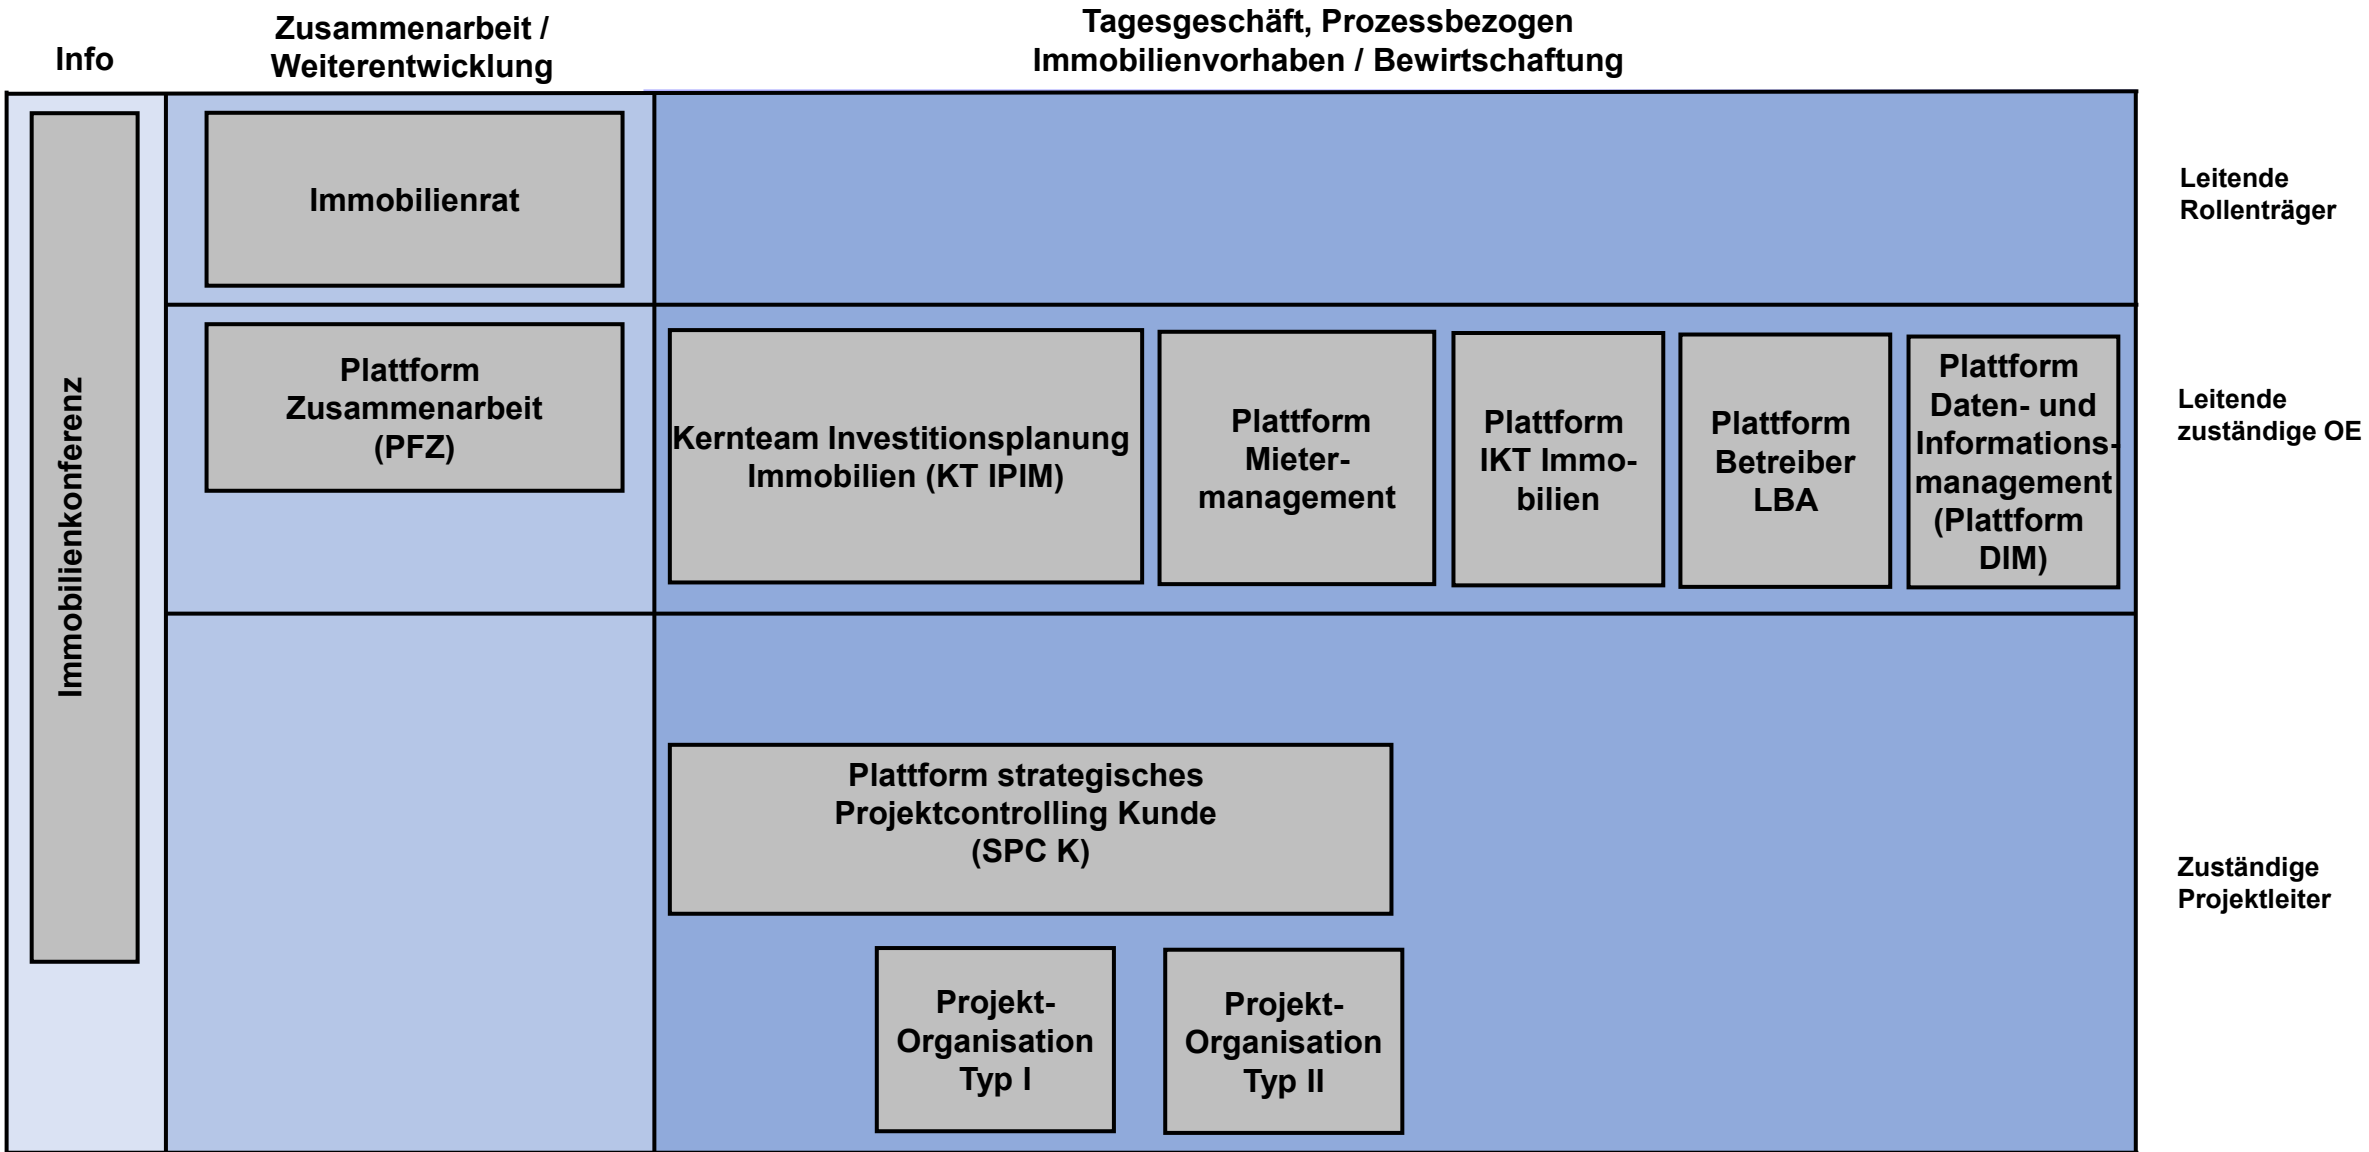 Info
Zusammenarbeit /
Weiterentwicklung
Tagesgeschäft, Prozessbezogen
Immobilienvorhaben / Bewirtschaftung
Immobilienkonferenz
Immobilienrat
Leitende
Rollenträger
Plattform
Zusammenarbeit
(PFZ)
Kernteam Investitionsplanung
Immobilien (KT IPIM)
Plattform
Mieter-
management
Plattform
IKT Immo-
bilien
Plattform
Betreiber
LBA
Plattform
Daten- und
Informations-
management
(Plattform
DIM)
Leitende
zuständige OE
Plattform strategisches
Projektcontrolling Kunde
(SPC K)
Projekt-
Organisation
Typ I
Projekt-
Organisation
Typ II
Zuständige
Projektleiter